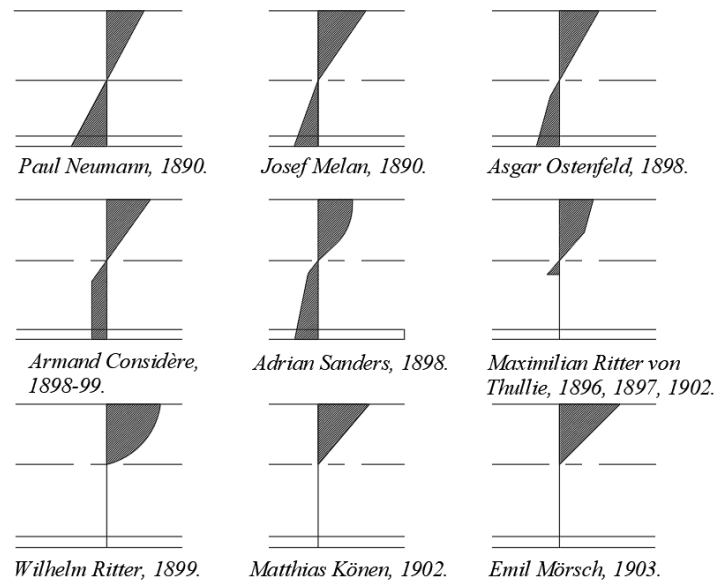 Paul Neumann, 1890.
Josef Melan, 1890.
Asgar Ostenfeld, 1898.
Armand Considère,
1898-99.
Adrian Sanders, 1898.
Maximilian Ritter von
Thullie, 1896, 1897, 1902.
Wilhelm Ritter, 1899.
Matthias Könen, 1902.
Emil Mörsch, 1903.